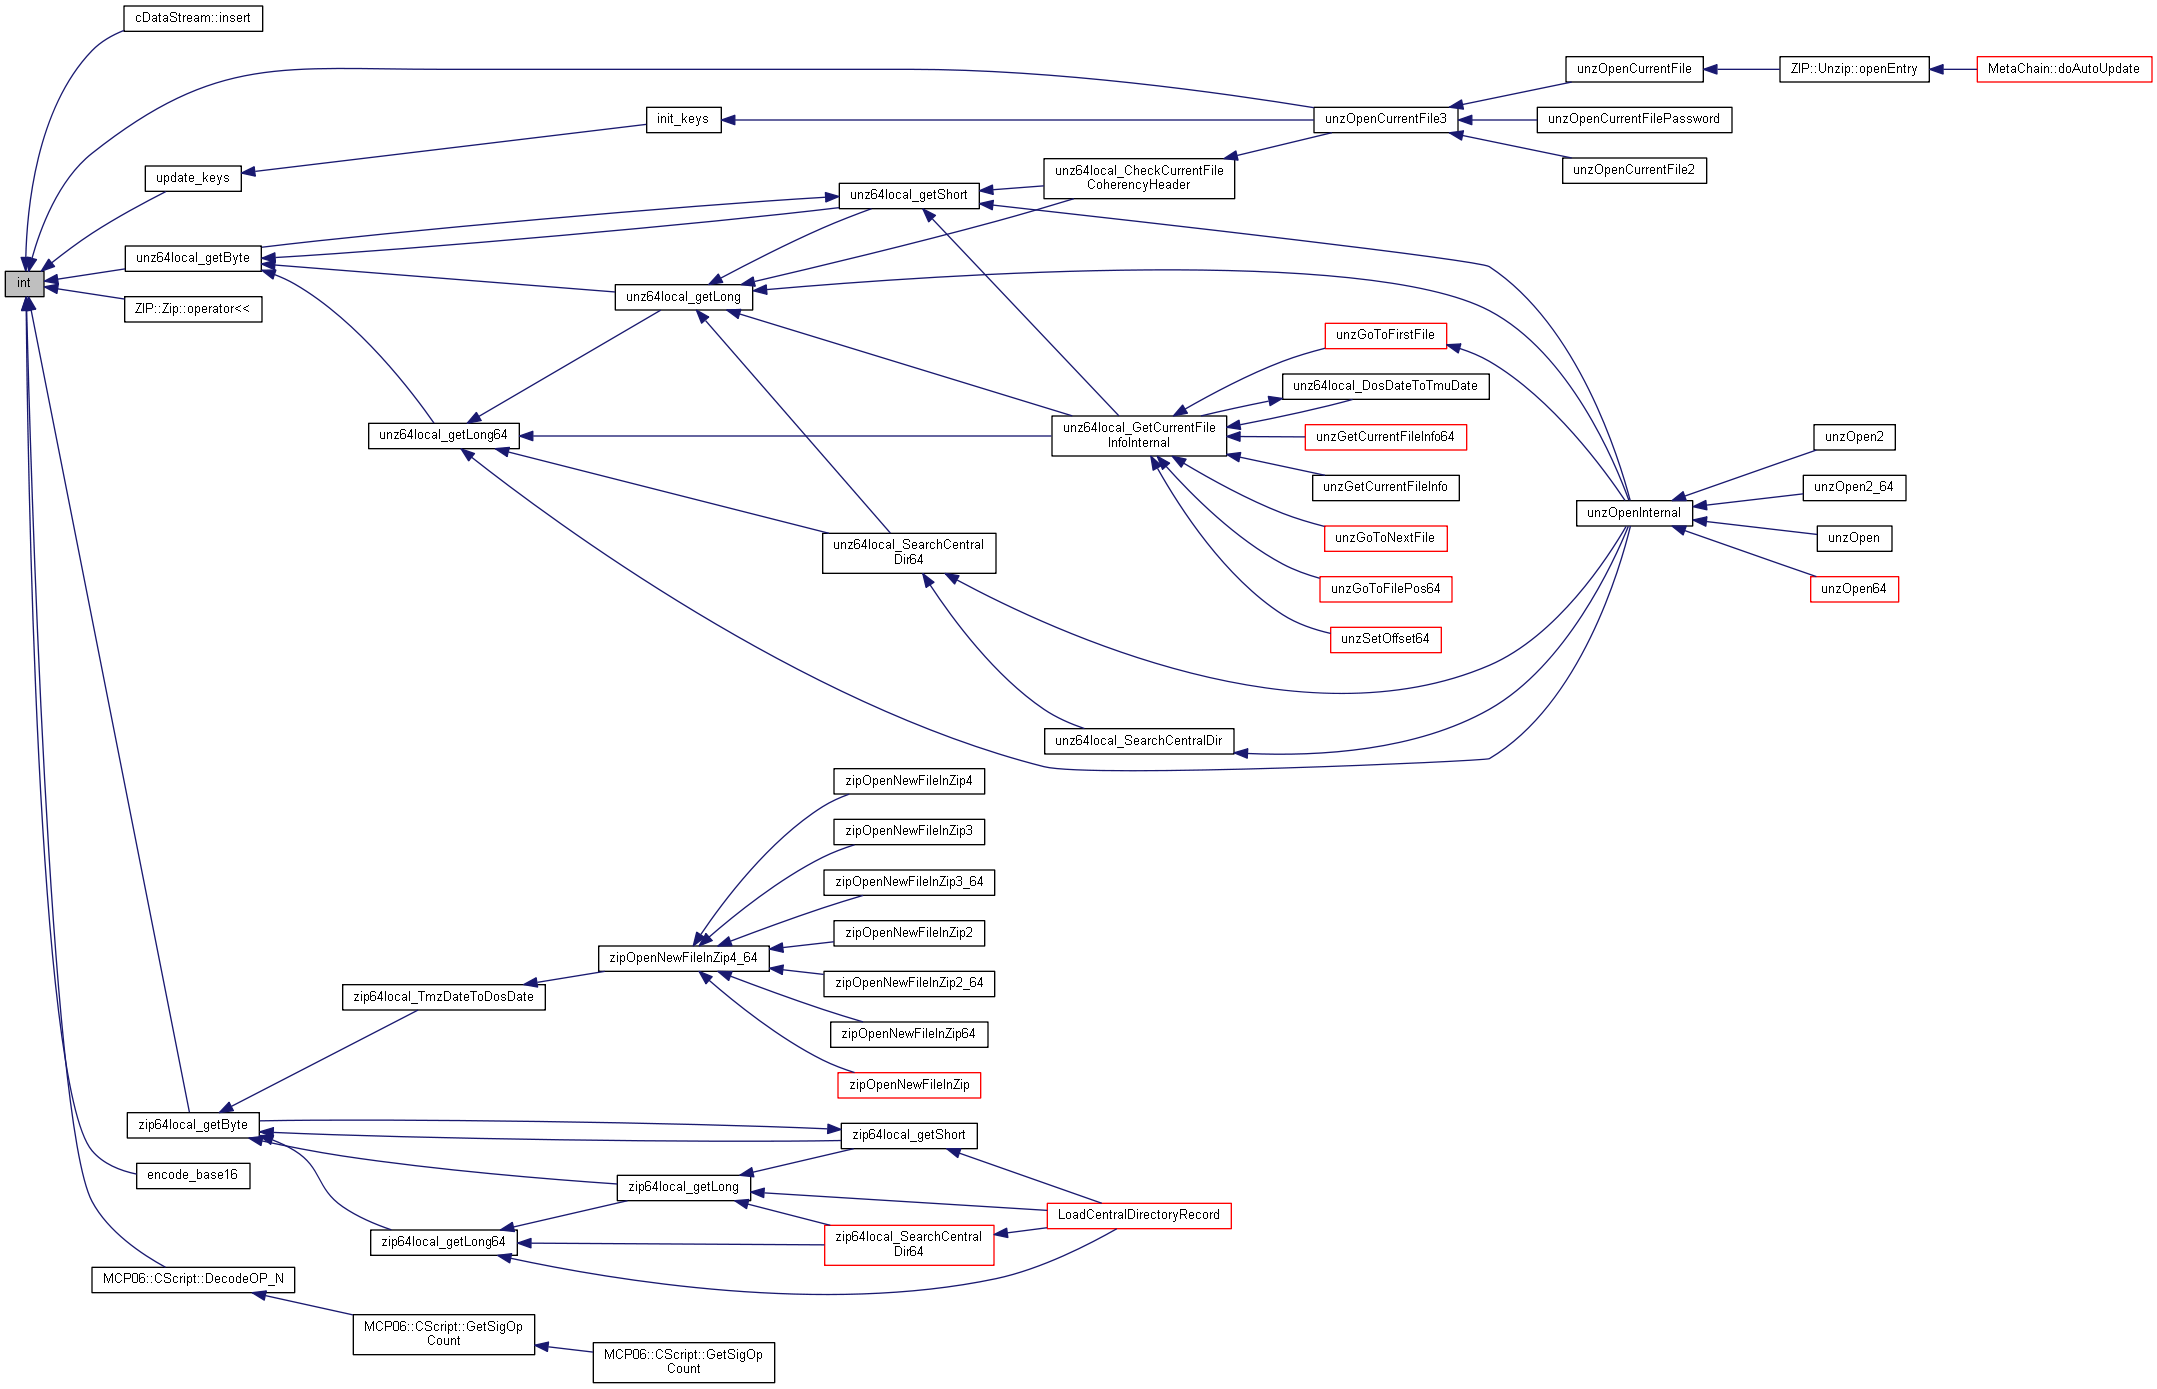 cDataStream::insert
unzOpenCurrentFile
ZIP::Unzip::openEntry
MetaChain::doAutoUpdate
init_keys
unzOpenCurrentFile3
unzOpenCurrentFilePassword
update_keys
unz64local_CheckCurrentFile
CoherencyHeader
unzOpenCurrentFile2
unz64local_getShort
unz64local_getByte
int
unz64local_getLong
ZIP::Zip::operator<<
unzGoToFirstFile
unz64local_DosDateToTmuDate
unz64local_getLong64
unz64local_GetCurrentFile
InfoInternal
unzGetCurrentFileInfo64
unzOpen2
unzGetCurrentFileInfo
unzOpen2_64
unzOpenInternal
unzGoToNextFile
unzOpen
unz64local_SearchCentral
Dir64
unzGoToFilePos64
unzOpen64
unzSetOffset64
unz64local_SearchCentralDir
zipOpenNewFileInZip4
zipOpenNewFileInZip3
zipOpenNewFileInZip3_64
zipOpenNewFileInZip2
zipOpenNewFileInZip4_64
zipOpenNewFileInZip2_64
zip64local_TmzDateToDosDate
zipOpenNewFileInZip64
zipOpenNewFileInZip
zip64local_getByte
zip64local_getShort
encode_base16
zip64local_getLong
LoadCentralDirectoryRecord
zip64local_getLong64
zip64local_SearchCentral
Dir64
MCP06::CScript::DecodeOP_N
MCP06::CScript::GetSigOp
Count
MCP06::CScript::GetSigOp
Count